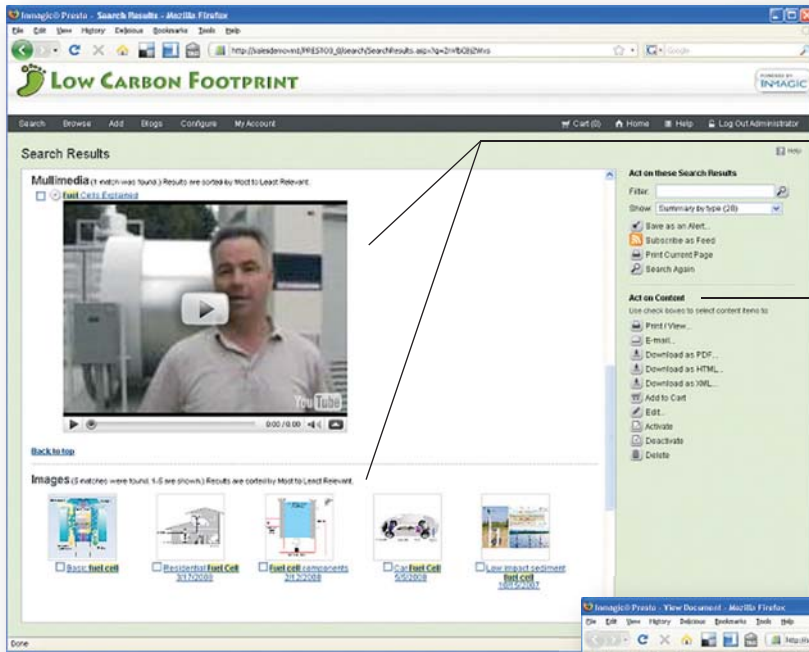 Inmagic® Presto - Search Results - Mozilla Firefox
File Edit View History Delicious Bookmarks Tools Help
Google
LOW CARBON FOOTPRINT
POWERED BY
INMAGIC
Search Browse Add Blogs Configure My Account Cart (0) Home Help Log Out Administrator
Search Results
Help
Multimedia (1 match was found.) Results are sorted by Most to Least Relevant.
Fuel Cells Explained
YouTube
0:00 / 0:00
Back to top
Images (5 matches were found. 1-5 are shown.) Results are sorted by Most to Least Relevant.
Basic fuel cell
Residential Fuel Cell
3/17/2008
Fuel cell components
2/12/2008
Car Fuel Cell
5/5/2008
Low impact sediment
fuel cell
10/15/2007
Act on these Search Results
Filter:
Show: Summary by type (20)
Save as an Alert...
Subscribe as Feed
Print Current Page
Search Again
Act on Content
Use check boxes to select content items to:
Print / View...
E-mail...
Download as PDF...
Download as HTML...
Download as XML...
Add to Cart
Edit...
Activate
Deactivate
Delete
Done
Inmagic® Presto - View Document - Mozilla Firefox
File Edit View History Delicious Bookmarks Tools Help